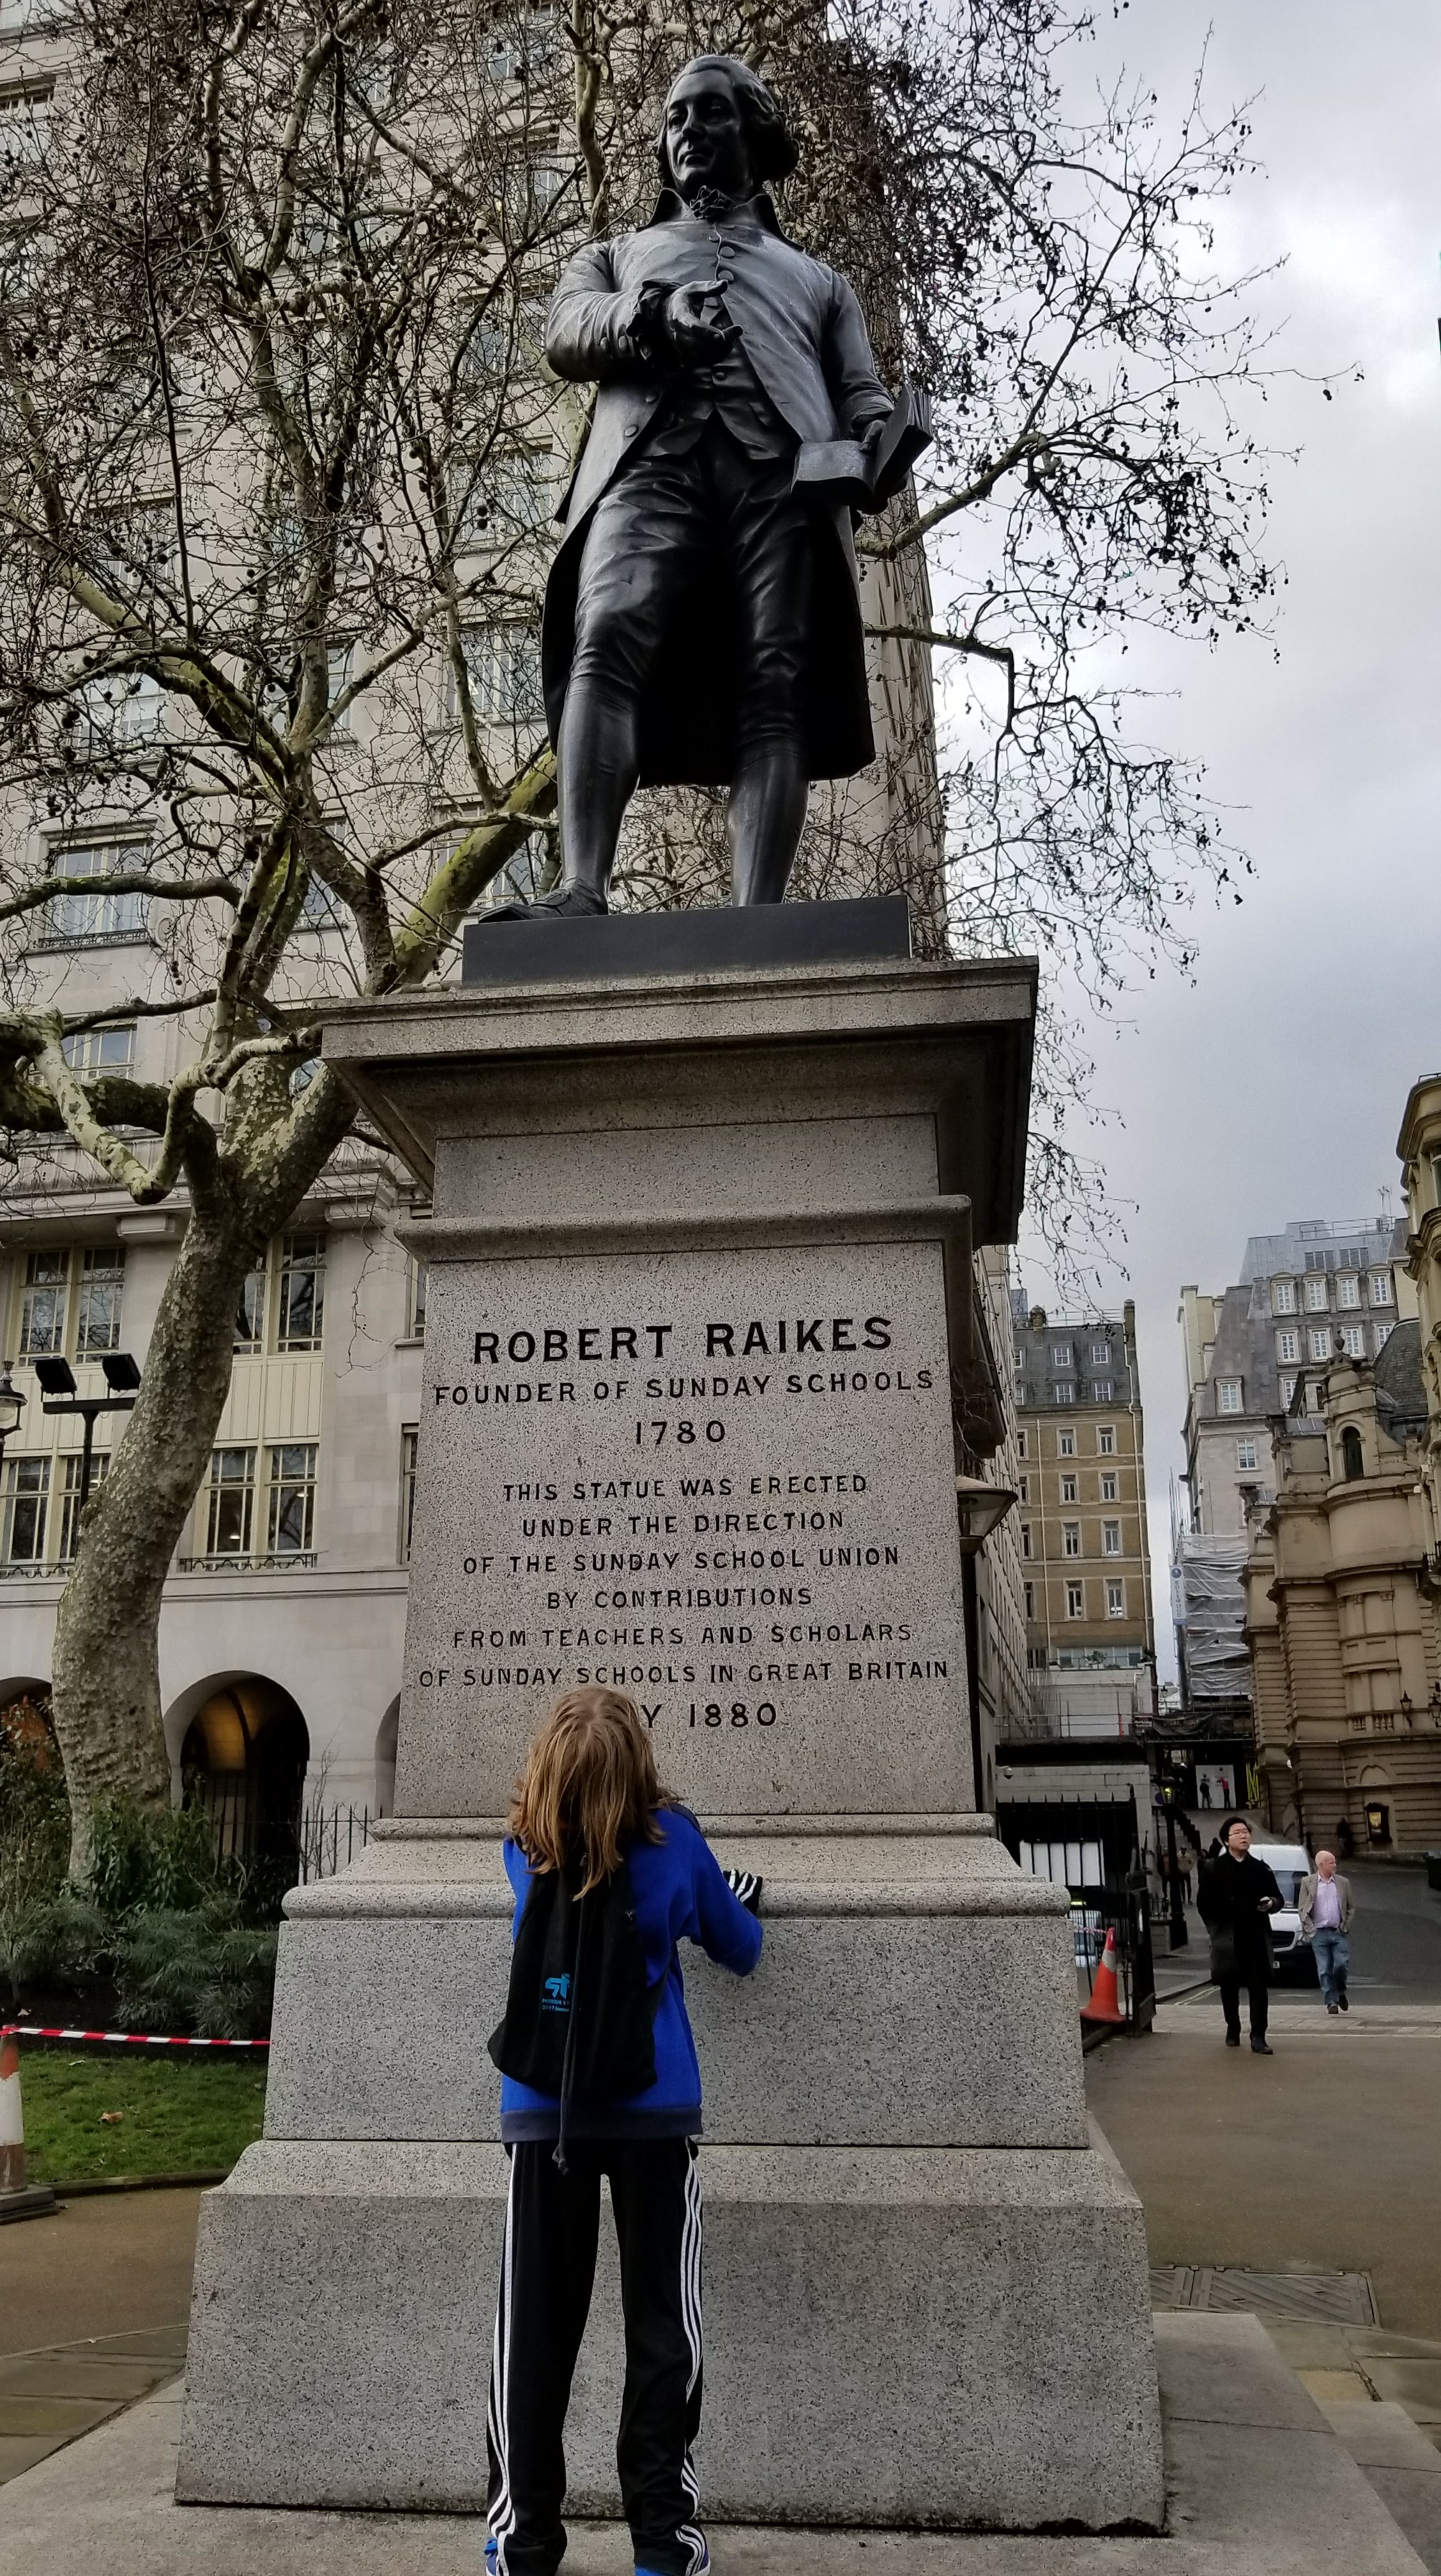 ROBERT RAIKES
FOUNDER OF SUNDAY SCHOOLS
1780
THIS STATUE WAS ERECTED
UNDER THE DIRECTION
OF THE SUNDAY SCHOOL UNION
BY CONTRIBUTIONS
FROM TEACHERS AND SCHOLARS
OF SUNDAY SCHOOLS IN GREAT BRITAIN
Y 1880